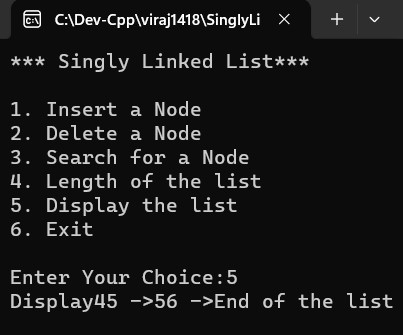 C:\Dev-Cpp\viraj1418\SinglyLi
*** Singly Linked List***
1. Insert a Node
2. Delete a Node
3. Search for a Node
4. Length of the list
5. Display the list
6. Exit
Enter Your Choice:5
Display45 ->56 ->End of the list